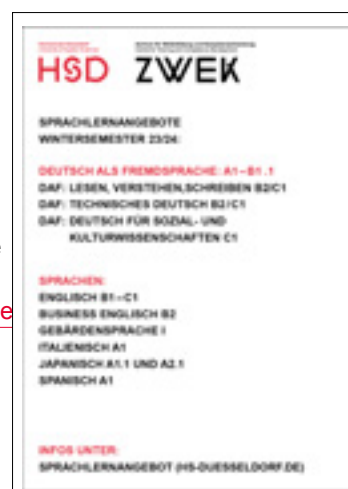 HSD ZWEK
SPRACHLERNANGEBOTE
WINTERSEMESTER 23/24:
DEUTSCH ALS FREMDSPRACHE: A1–B1.1
DAF: LESEN, VERSTEHEN,SCHREIBEN B2/C1
DAF: TECHNISCHES DEUTSCH B2/C1
DAF: DEUTSCH FÜR SOZIAL- UND
KULTURWISSENSCHAFTEN C1
SPRACHEN:
ENGLISCH B1–C1
BUSINESS ENGLISCH B2
GEBÄRDENSPRACHE I
ITALIENISCH A1
JAPANISCH A1.1 UND A2.1
SPANISCH A1
INFOS UNTER:
SPRACHLERNANGEBOT (HS-DUESSELDORF.DE)